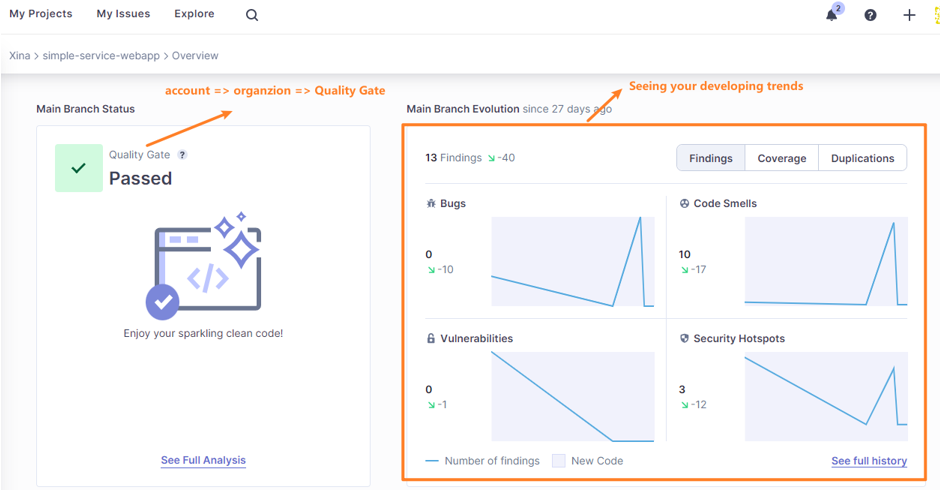 My Projects My Issues Explore
2
?
Xina > simple-service-webapp > Overview
account => organzion => Quality Gate
Seeing your developing trends
Main Branch Status
Quality Gate ?
Passed
</>
Enjoy your sparkling clean code!
See Full Analysis
Main Branch Evolution since 27 days ago
13 Findings -40
Findings Coverage Duplications
Bugs
0
-10
Code Smells
10
-17
Vulnerabilities
0
-1
Security Hotspots
3
-12
Number of findings New Code
See full history